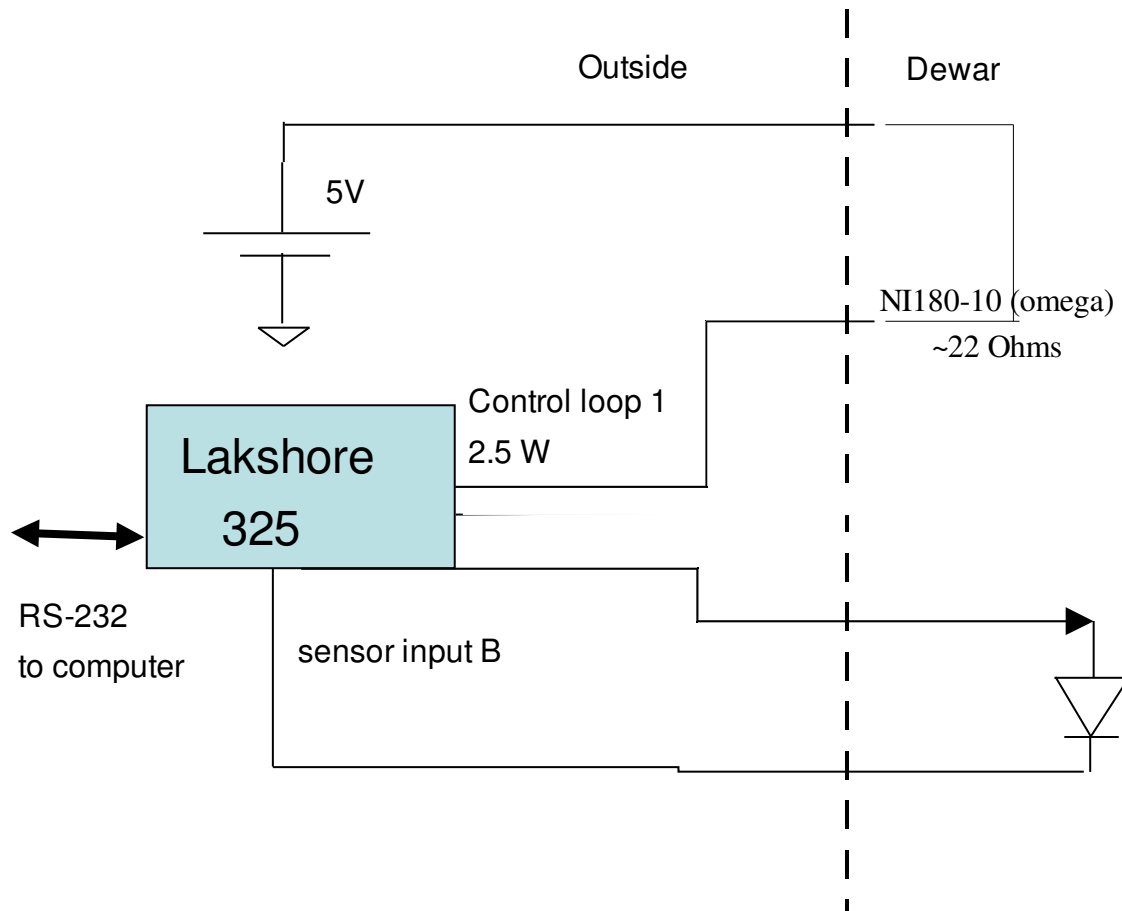 Outside
Dewar
5V
NI180-10 (omega)
~22 Ohms
Control loop 1
2.5 W
Lakshore
325
RS-232
to computer
sensor input B